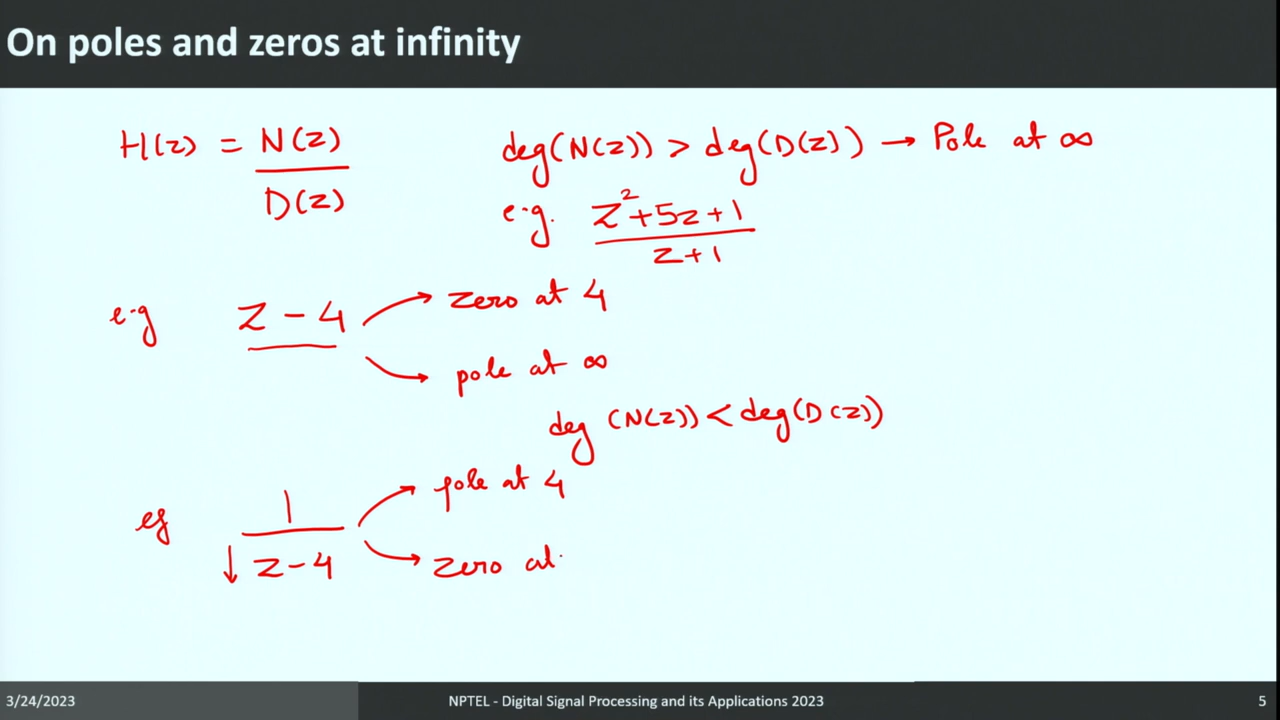 On poles and zeros at infinity
H(z) = N(z) / D(z)
deg(N(z)) > deg(D(z)) → Pole at ∞
e.g. z²+5z+1 / z+1
e.g z - 4
zero at 4
pole at ∞
deg (N(z)) < deg(D(z))
eg 1 / ↓ z-4
pole at 4
zero at
3/24/2023
NPTEL - Digital Signal Processing and its Applications 2023
5